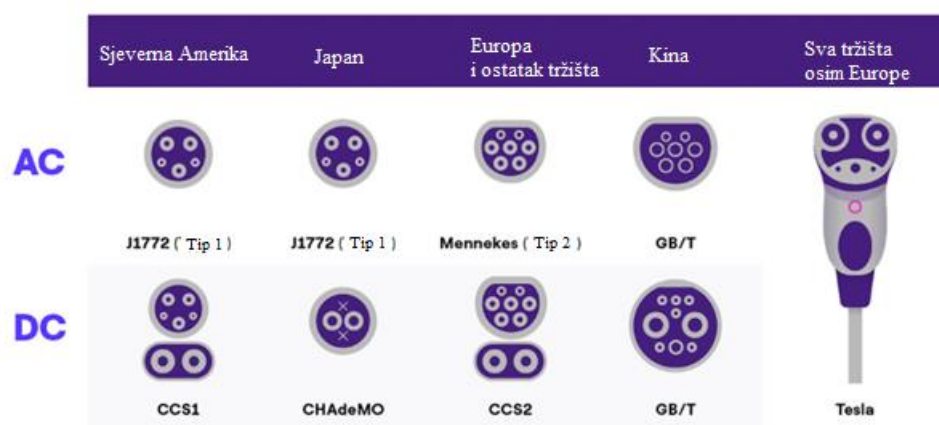 Sjeverna Amerika
Japan
Europa
i ostatak tržišta
Kina
Sva tržišta
osim Europe
AC
J1772 ( Tip 1 )
J1772 ( Tip 1 )
Mennekes ( Tip 2 )
GB/T
DC
CCS1
CHAdeMO
CCS2
GB/T
Tesla